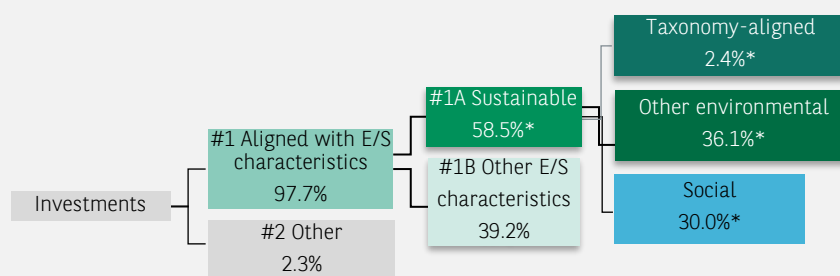 Investments
#1 Aligned with E/S
characteristics
97.7%
#2 Other
2.3%
#1A Sustainable
58.5%*
#1B Other E/S
characteristics
39.2%
Taxonomy-aligned
2.4%*
Other environmental
36.1%*
Social
30.0%*